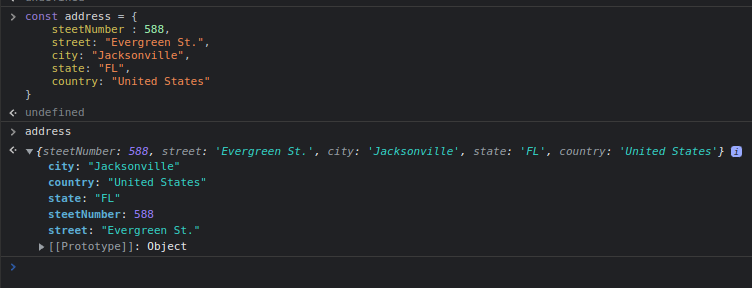 undefined
const address = {
steetNumber : 588,
street: "Evergreen St.",
city: "Jacksonville",
state: "FL",
country: "United States"
}
undefined
address
{steetNumber: 588, street: 'Evergreen St.', city: 'Jacksonville', state: 'FL', country: 'United States'} i
city: "Jacksonville"
country: "United States"
state: "FL"
steetNumber: 588
street: "Evergreen St."
[[Prototype]]: Object